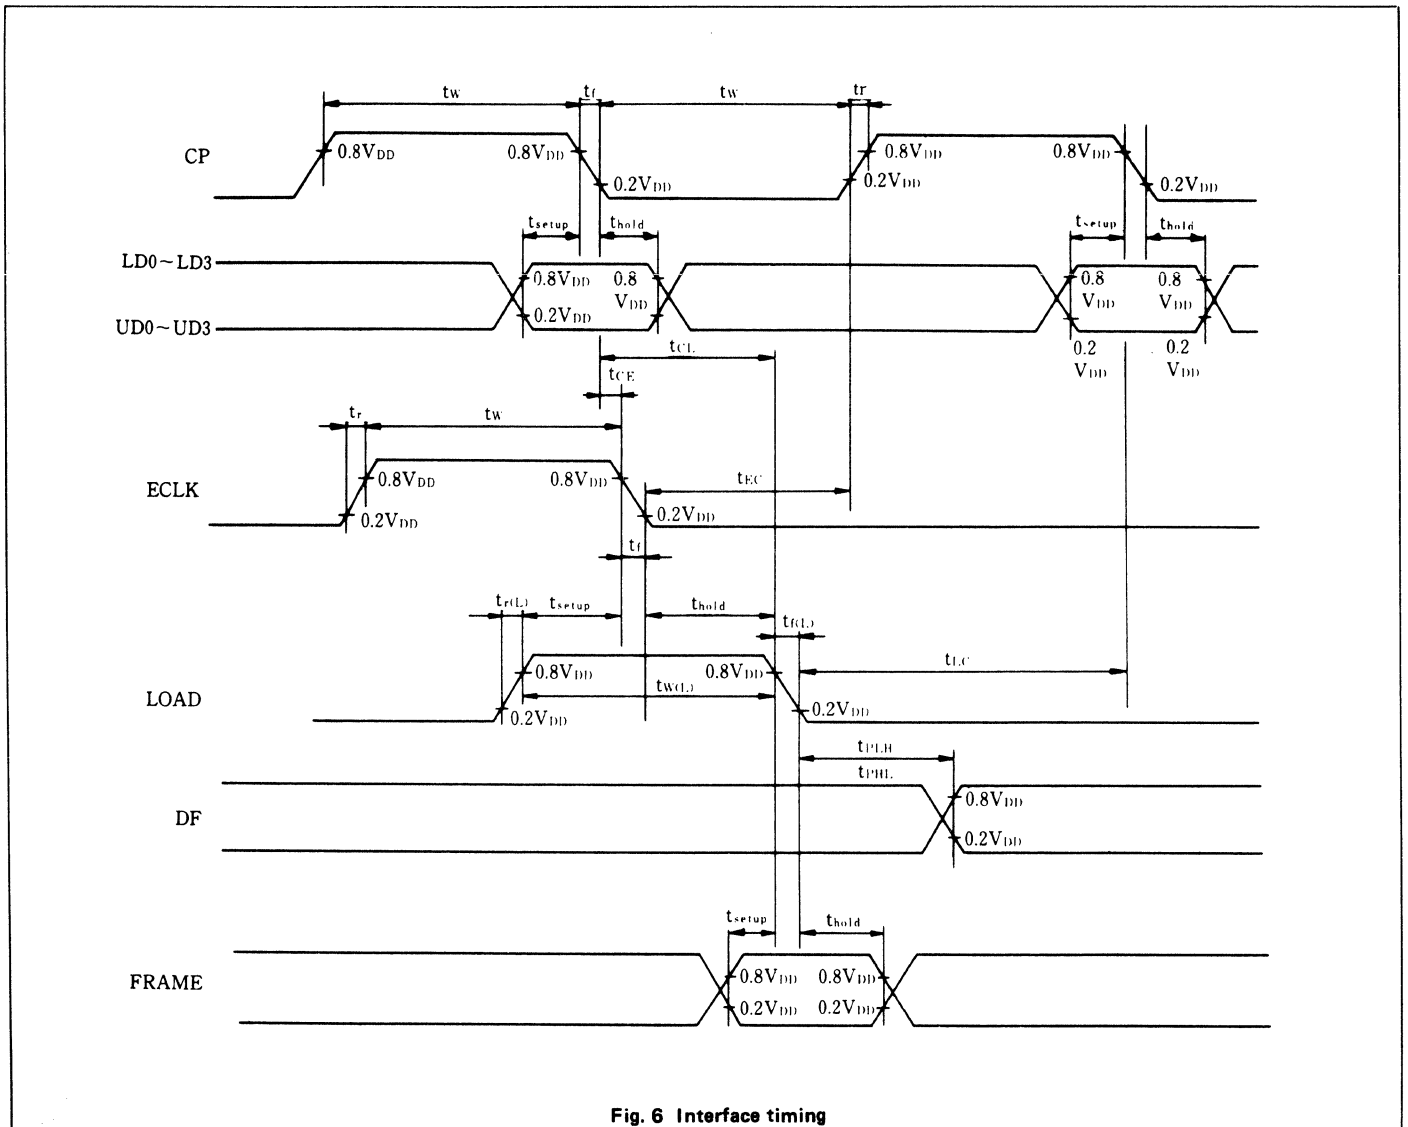 tw tf tw tr
CP 0.8VDD 0.8VDD 0.2VDD 0.2VDD 0.8VDD 0.8VDD 0.2VDD
tsetup thold tsetup thold
LD0~LD3 0.8VDD 0.8 VDD 0.8 VDD 0.8 VDD
UD0~UD3 0.2VDD 0.2 VDD 0.2 VDD
tCL
tCE
tr tw
ECLK 0.8VDD 0.8VDD tEC
0.2VDD 0.2VDD
tf
tr(L) tsetup thold tf(L)
LOAD 0.8VDD 0.8VDD tLC
tw(L)
0.2VDD 0.2VDD
tPLH
tPHL
DF 0.8VDD
0.2VDD
tsetup thold
FRAME 0.8VDD 0.8VDD
0.2VDD 0.2VDD
Fig. 6 Interface timing